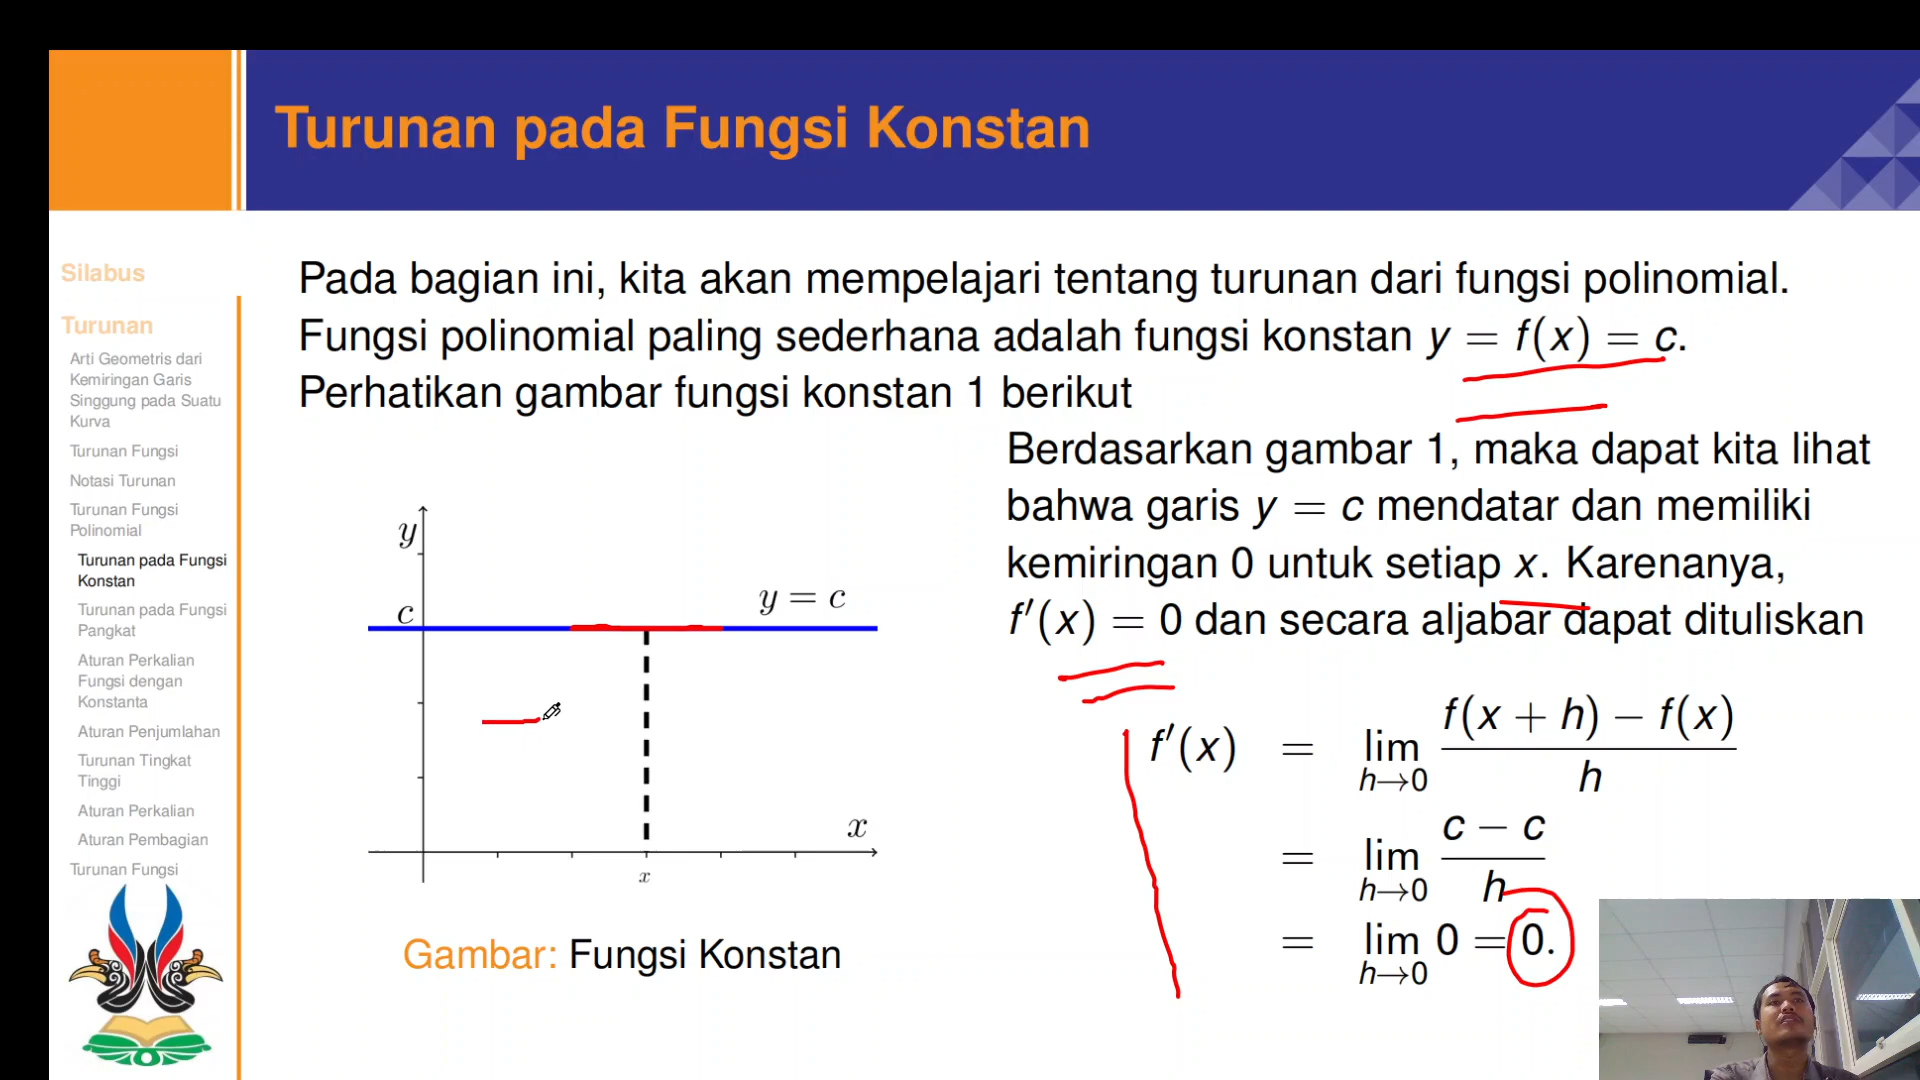 Turunan pada Fungsi Konstan
Silabus
Turunan
Arti Geometris dari
Kemiringan Garis
Singgung pada Suatu
Kurva
Turunan Fungsi
Notasi Turunan
Turunan Fungsi
Polinomial
Turunan pada Fungsi
Konstan
Turunan pada Fungsi
Pangkat
Aturan Perkalian
Fungsi dengan
Konstanta
Aturan Penjumlahan
Turunan Tingkat
Tinggi
Aturan Perkalian
Aturan Pembagian
Turunan Fungsi
Pada bagian ini, kita akan mempelajari tentang turunan dari fungsi polinomial.
Fungsi polinomial paling sederhana adalah fungsi konstan y = f(x) = c.
Perhatikan gambar fungsi konstan 1 berikut
y
c
y = c
x
x
Gambar: Fungsi Konstan
Berdasarkan gambar 1, maka dapat kita lihat
bahwa garis y = c mendatar dan memiliki
kemiringan 0 untuk setiap x. Karenanya,
f′(x) = 0 dan secara aljabar dapat dituliskan
f′(x) = lim h→0 f(x + h) − f(x) / h
= lim h→0 c − c / h
= lim h→0 0 = 0.